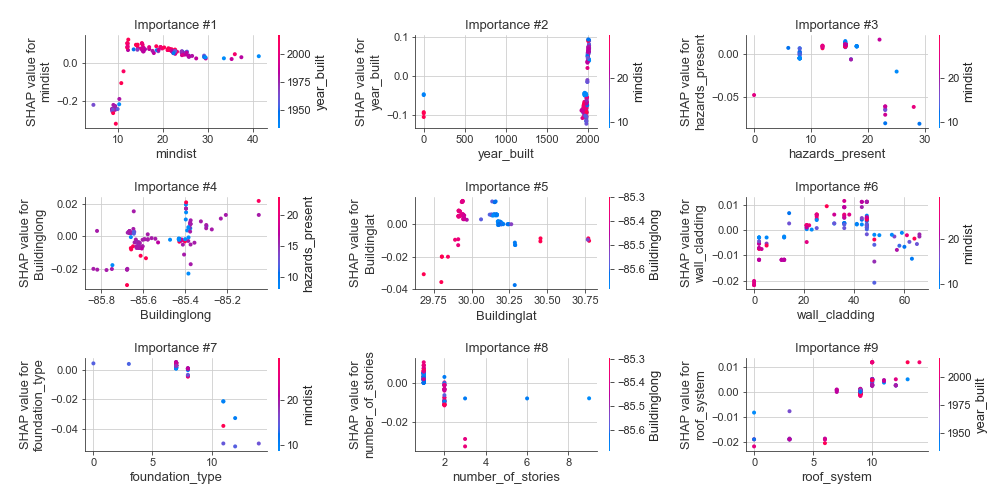 Importance #1
Importance #2
Importance #3
SHAP value for
mindist
0.0
−0.2
10
20
30
40
mindist
2000
1975
1950
year_built
SHAP value for
year_built
0.1
0.0
−0.1
0
500
1000
1500
2000
year_built
20
10
mindist
SHAP value for
hazards_present
0.00
−0.05
0
10
20
30
hazards_present
20
10
mindist
Importance #4
Importance #5
Importance #6
SHAP value for
Buildinglong
0.02
0.00
−0.02
−85.8
−85.6
−85.4
−85.2
Buildinglong
20
15
10
hazards_present
SHAP value for
Buildinglat
0.00
−0.02
−0.04
29.75
30.00
30.25
30.50
30.75
Buildinglat
−85.3
−85.4
−85.5
−85.6
Buildinglong
SHAP value for
wall_cladding
0.01
0.00
−0.01
−0.02
0
20
40
60
wall_cladding
20
10
mindist
Importance #7
Importance #8
Importance #9
SHAP value for
foundation_type
0.00
−0.02
−0.04
0
5
10
foundation_type
20
10
mindist
SHAP value for
number_of_stories
0.00
−0.02
2
4
6
8
number_of_stories
−85.3
−85.4
−85.5
−85.6
Buildinglong
SHAP value for
roof_system
0.01
0.00
−0.01
−0.02
0
5
10
roof_system
2000
1975
1950
year_built